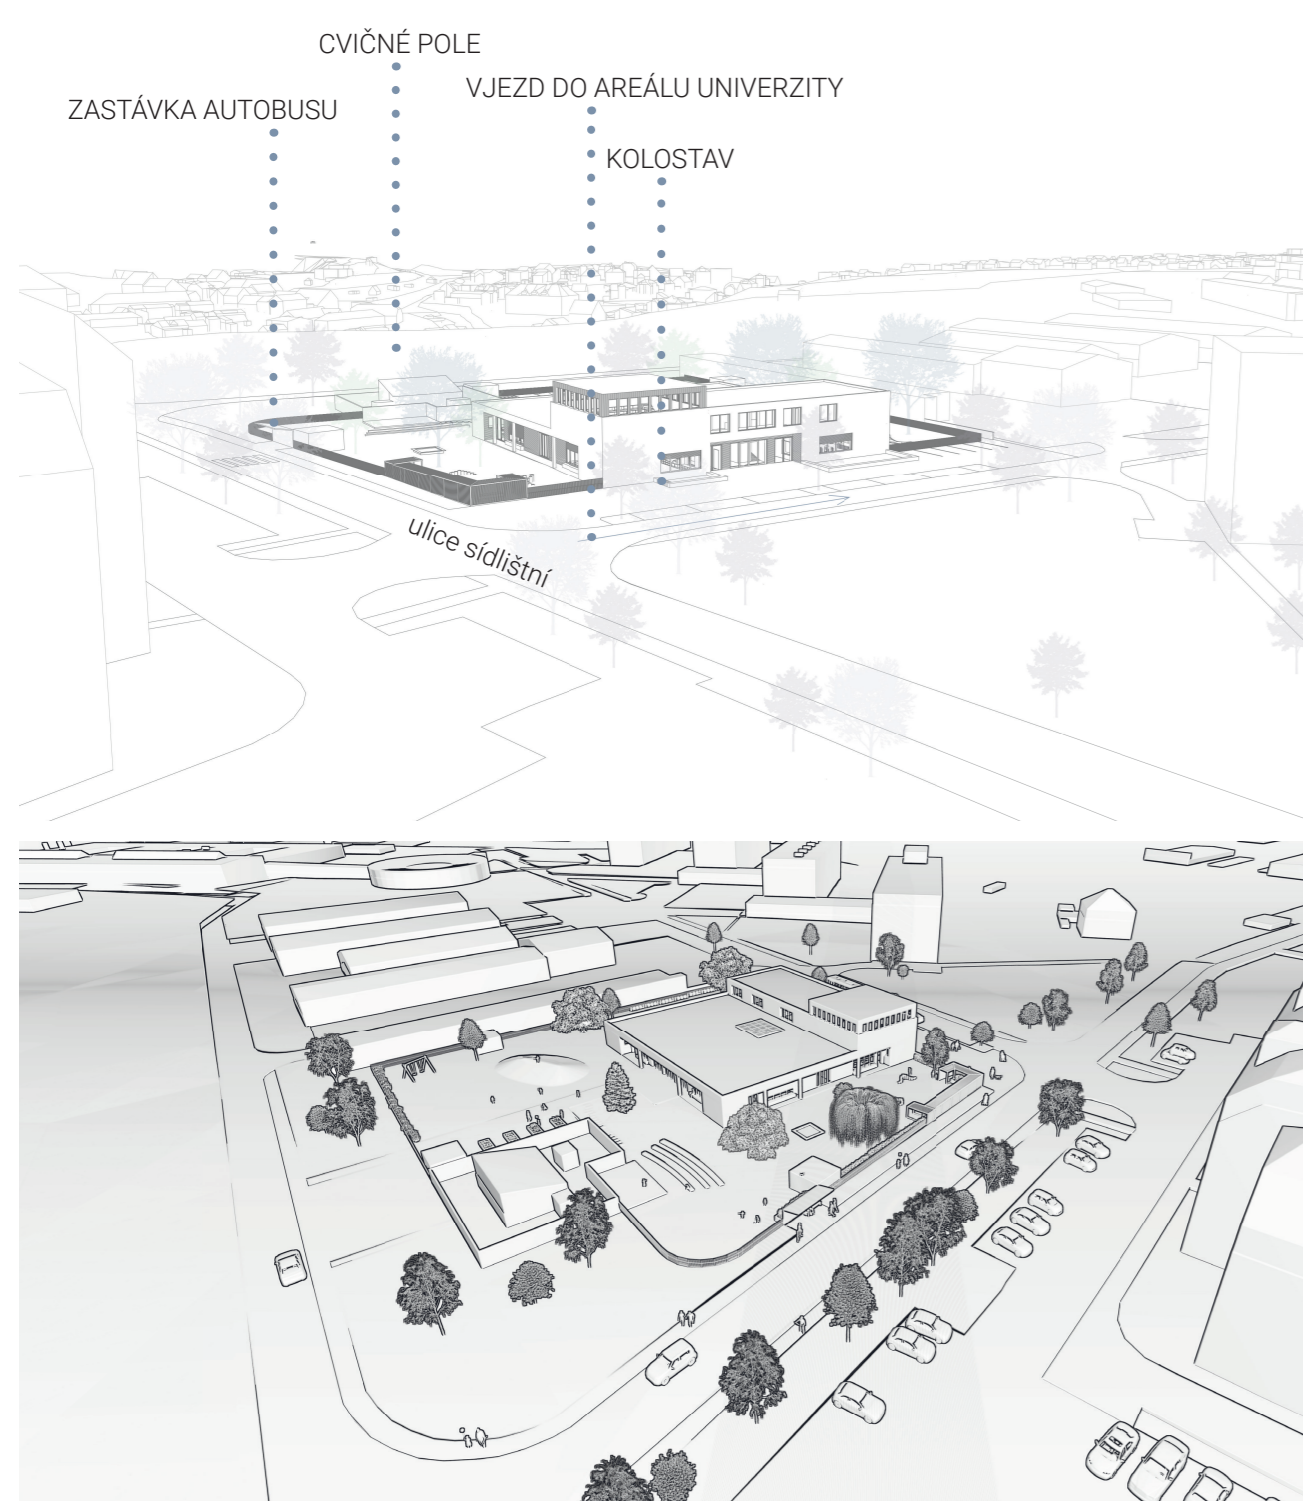 CVIČNÉ POLE
VJEZD DO AREÁLU UNIVERZITY
ZASTÁVKA AUTOBUSU
KOLOSTAV
ulice sídlištní